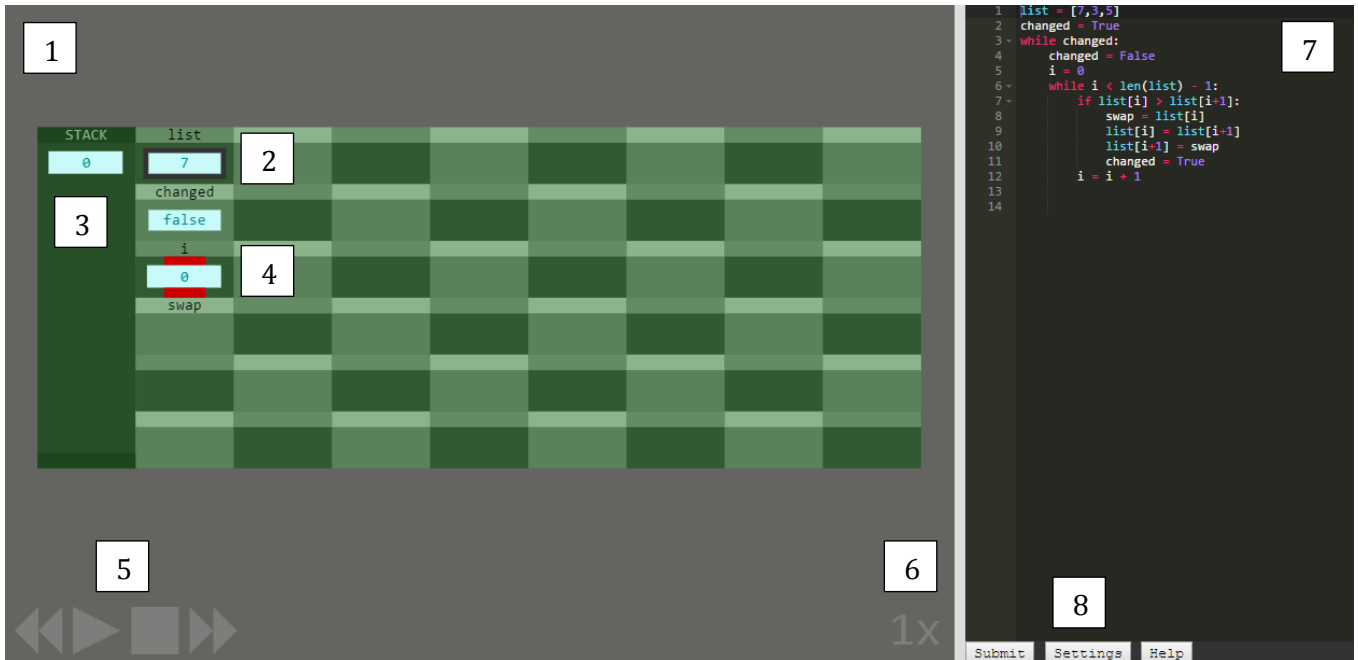 1
STACK list
0 7 2
changed
3 false
i
0 4
swap
5
6
1x
1 list = [7,3,5]
2 changed = True
3 while changed:
4     changed = False
5     i = 0
6     while i < len(list) - 1:
7         if list[i] > list[i+1]:
8             swap = list[i]
9             list[i] = list[i+1]
10             list[i+1] = swap
11             changed = True
12         i = i + 1
13
14
7
8
Submit Settings Help